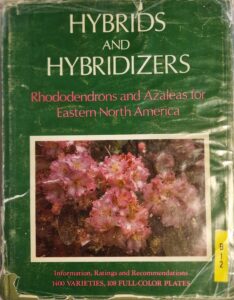 HYBRIDS
AND
HYBRIDIZERS
Rhododendrons and Azaleas for
Eastern North America
Information, Ratings and Recommendations
1400 VARIETIES, 108 FULL-COLOR PLATES